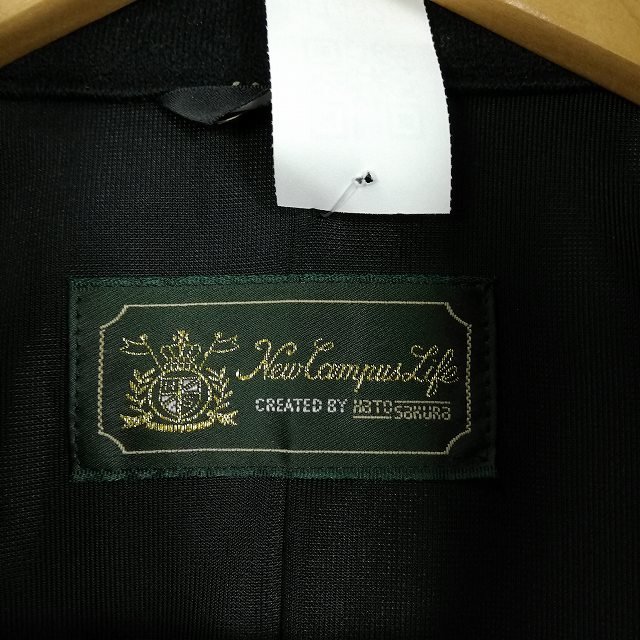 New Campus Life
CREATED BY HATO sakura